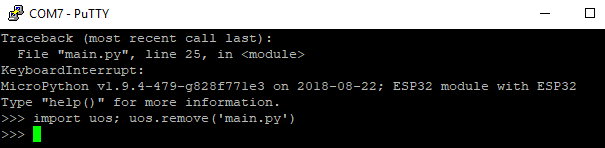 COM7 - PuTTY
Traceback (most recent call last):
  File "main.py", line 25, in <module>
KeyboardInterrupt:
MicroPython v1.9.4-479-g828f771e3 on 2018-08-22; ESP32 module with ESP32
Type "help()" for more information.
>>> import uos; uos.remove('main.py')
>>>